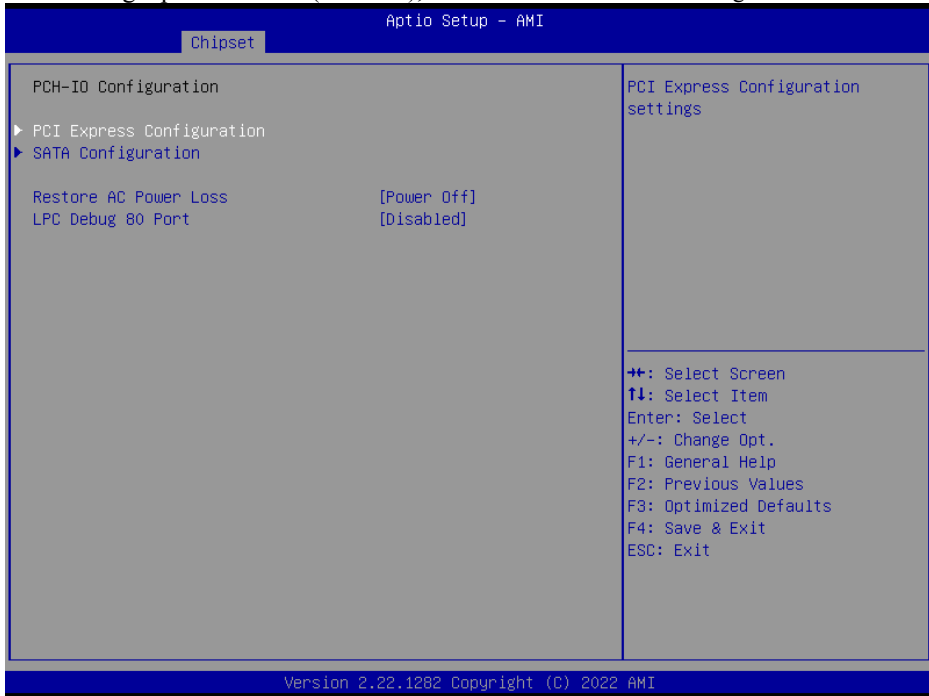 Aptio Setup – AMI
Chipset
PCH-IO Configuration
PCI Express Configuration
SATA Configuration
Restore AC Power Loss [Power Off]
LPC Debug 80 Port [Disabled]
PCI Express Configuration
settings
→←: Select Screen
↑↓: Select Item
Enter: Select
+/-: Change Opt.
F1: General Help
F2: Previous Values
F3: Optimized Defaults
F4: Save & Exit
ESC: Exit
Version 2.22.1282 Copyright (C) 2022 AMI